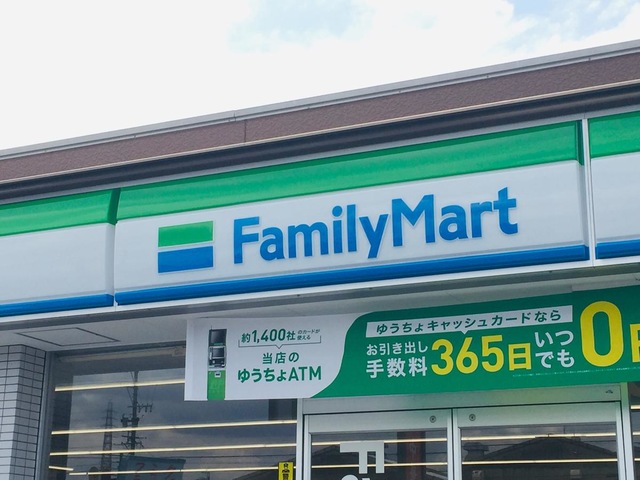 FamilyMart
約1,400社のカードが使える
当店の
ゆうちょATM
ゆうちょキャッシュカードなら
お引き出し手数料
365日
いつでも
0円